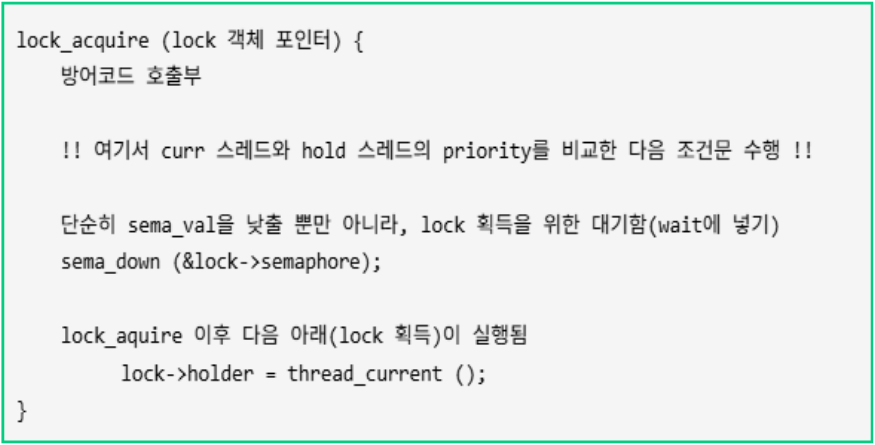 lock_acquire (lock 객체 포인터) {
방어코드 호출부
!! 여기서 curr 스레드와 hold 스레드의 priority를 비교한 다음 조건문 수행 !!
단순히 sema_val을 낮출 뿐만 아니라, lock 획득을 위한 대기함(wait에 넣기)
sema_down (&lock->semaphore);
lock_aquire 이후 다음 아래(lock 획득)이 실행됨
lock->holder = thread_current ();
}